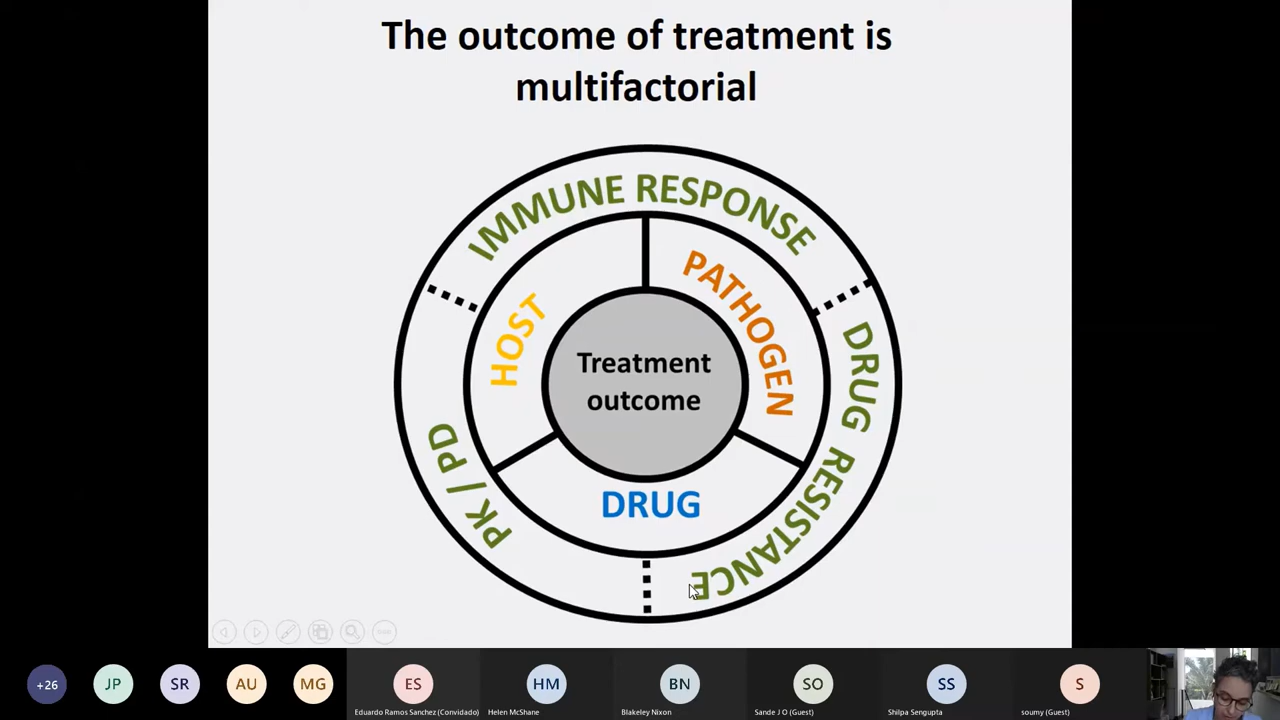 The outcome of treatment is
multifactorial
IMMUNE RESPONSE
HOST
PATHOGEN
Treatment
outcome
DRUG
PK / PD
DRUG RESISTANCE
+26
JP
SR
AU
MG
ES
Eduardo Ramos Sanchez (Convidado)
HM
Helen McShane
BN
Blakeley Nixon
SO
Sande J O (Guest)
SS
Shilpa Sengupta
S
soumy (Guest)